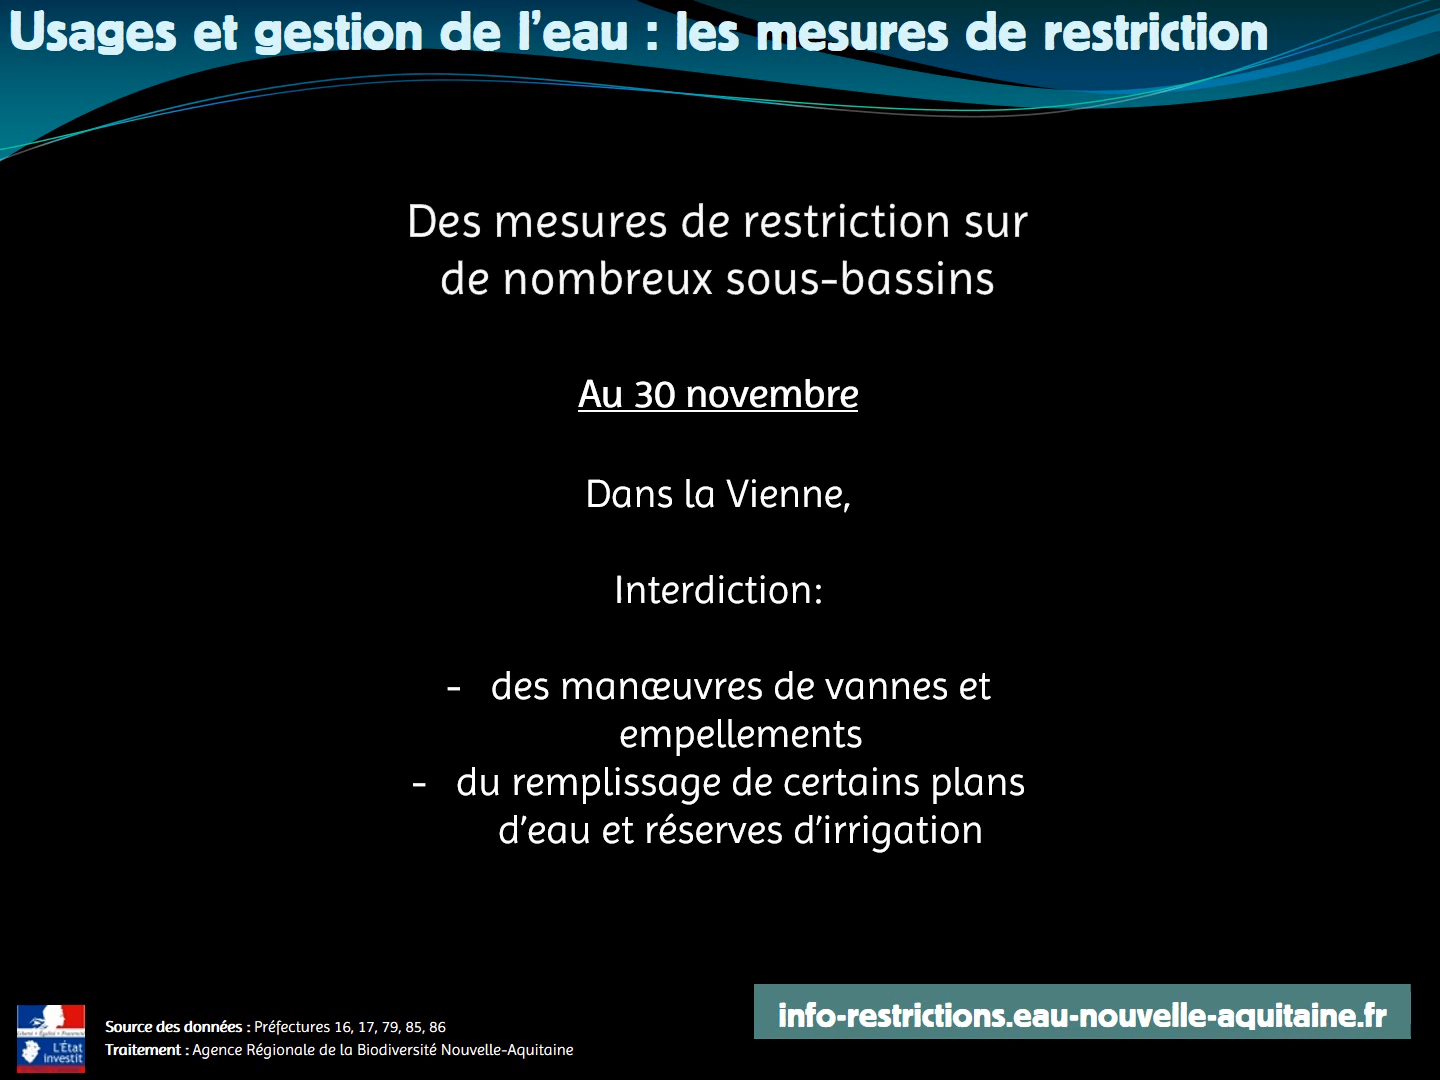 Usages et gestion de l'eau : les mesures de restriction
Des mesures de restriction sur
de nombreux sous-bassins
Au 30 novembre
Dans la Vienne,
Interdiction:
- des manœuvres de vannes et
empellements
- du remplissage de certains plans
d'eau et réserves d'irrigation
info-restrictions.eau-nouvelle-aquitaine.fr
Source des données : Préfectures 16, 17, 79, 85, 86
Traitement : Agence Régionale de la Biodiversité Nouvelle-Aquitaine
L'État
investit